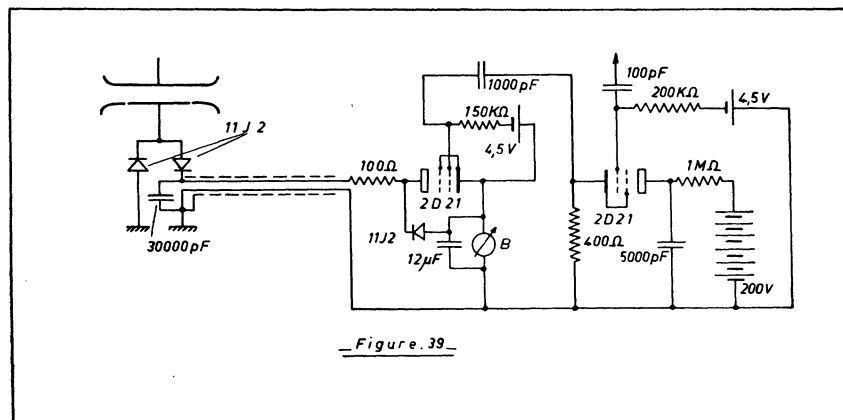 11J2
30000pF
100Ω
1000pF
150KΩ
4,5V
2D21
11J2
12µF
B
400Ω
100pF
200KΩ
4,5V
2D21
1MΩ
5000pF
200V
_Figure.39_